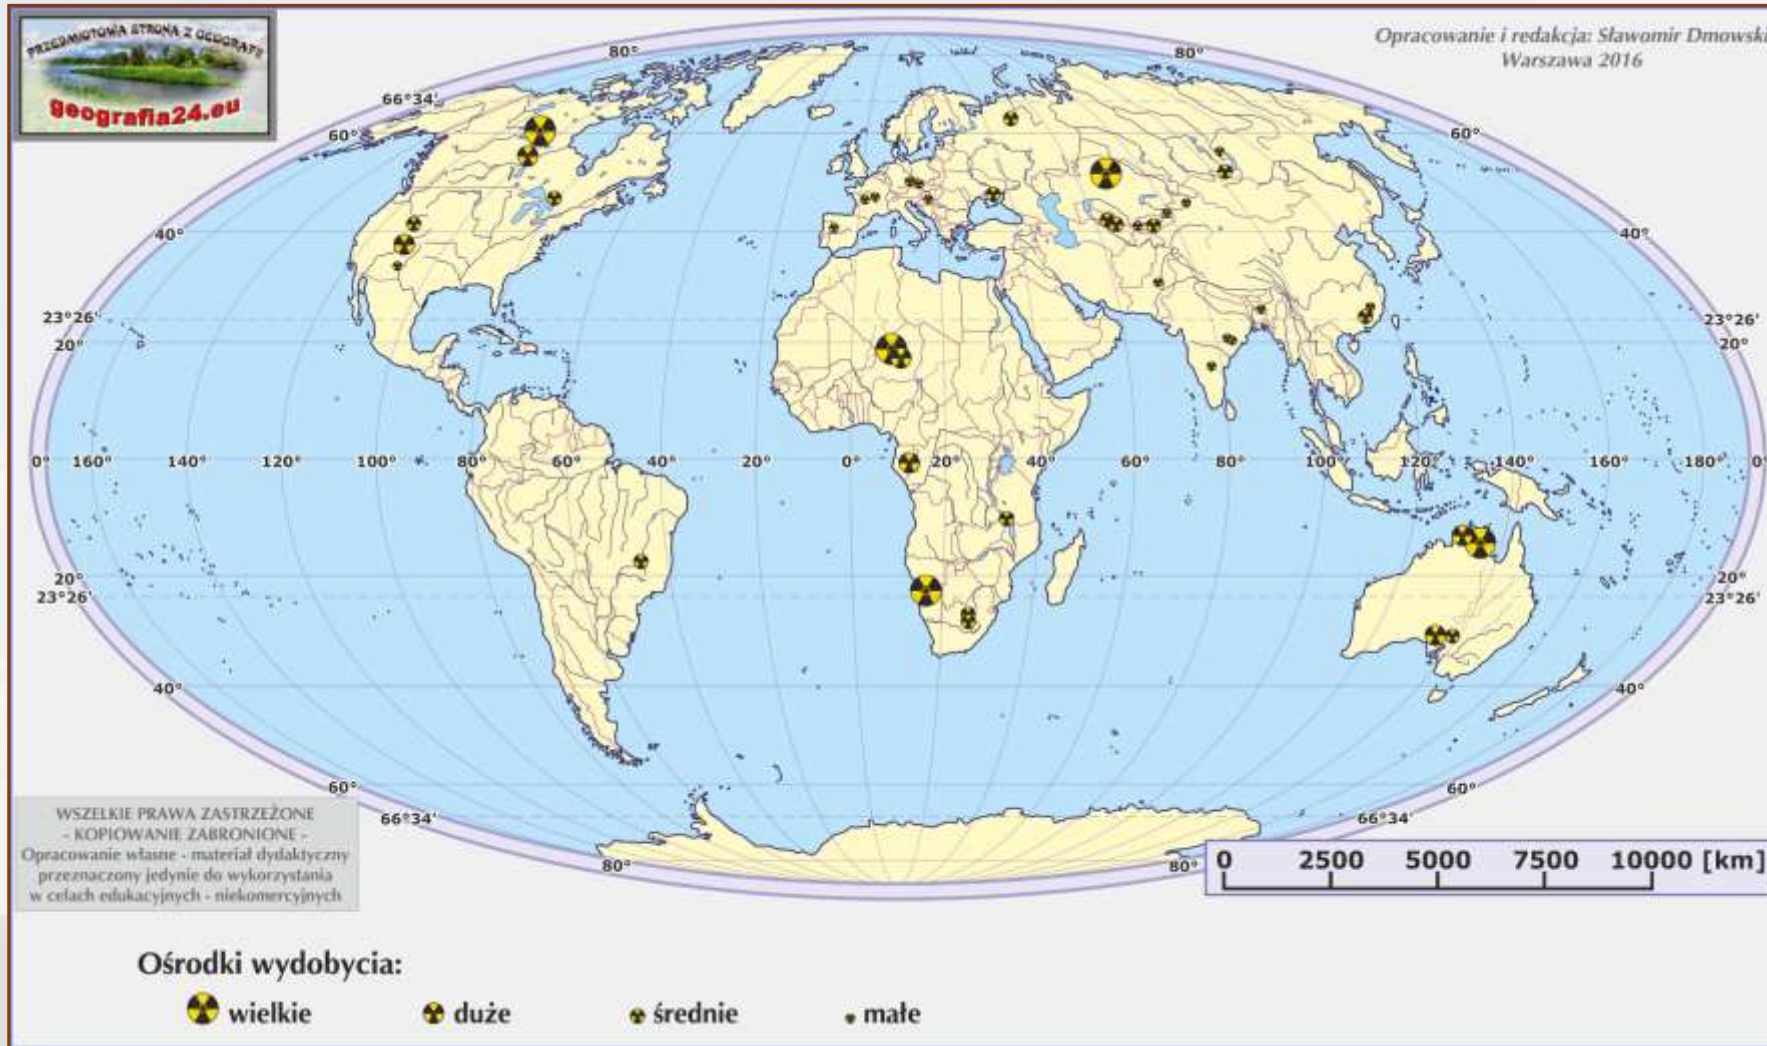 PRZEDMIOTOWA STRONA Z GEOGRAFII
geografia24.eu
Opracowanie i redakcja: Sławomir Dmowski
Warszawa 2016
80° 80°
66°34'
60° 60°
40° 40°
23°26' 23°26'
20° 20°
0° 160° 140° 120° 100° 80° 60° 40° 20° 0° 20° 40° 60° 80° 100° 120° 140° 160° 180° 0°
20° 20°
23°26' 23°26'
40° 40°
60° 60°
66°34' 66°34'
80° 80°
WSZELKIE PRAWA ZASTRZEŻONE
- KOPIOWANIE ZABRONIONE -
Opracowanie własne - materiał dydaktyczny
przeznaczony jedynie do wykorzystania
w celach edukacyjnych - niekomercyjnych
0 2500 5000 7500 10000 [km]
Ośrodki wydobycia:
wielkie duże średnie małe